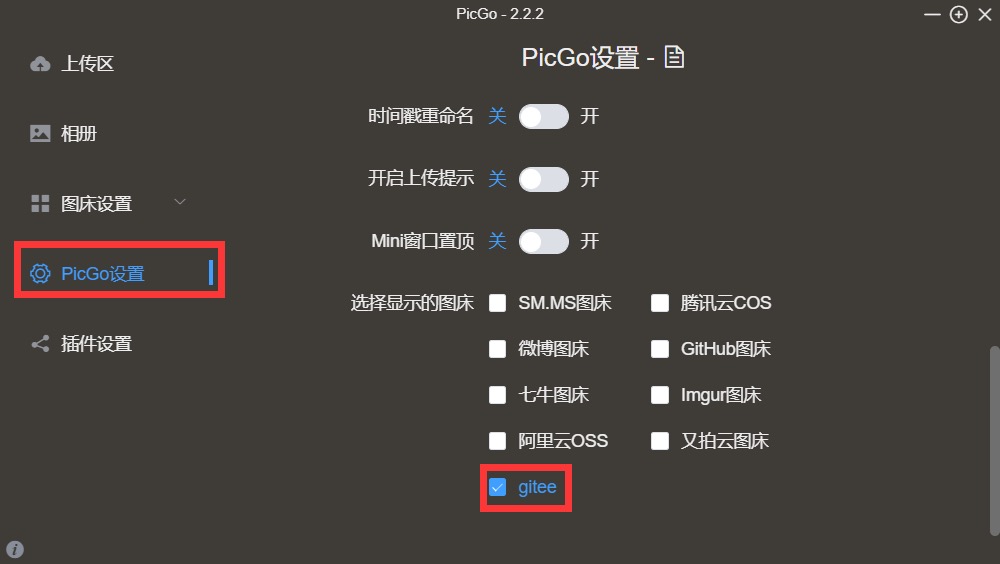 PicGo - 2.2.2
上传区
相册
图床设置
PicGo设置
插件设置
PicGo设置 -
时间戳重命名 关 开
开启上传提示 关 开
Mini窗口置顶 关 开
选择显示的图床 SM.MS图床 腾讯云COS
微博图床 GitHub图床
七牛图床 Imgur图床
阿里云OSS 又拍云图床
gitee